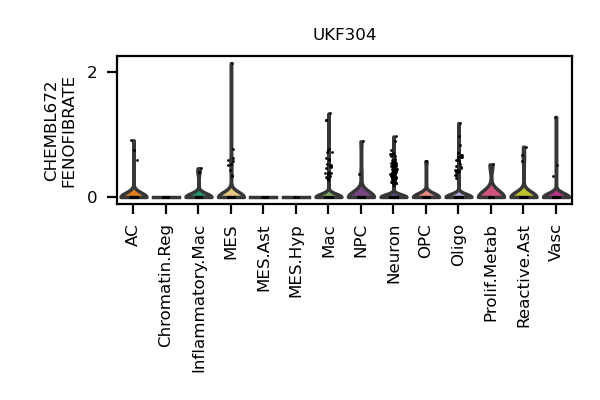 UKF304
CHEMBL672
FENOFIBRATE
2
0
AC
Chromatin.Reg
Inflammatory.Mac
MES
MES.Ast
MES.Hyp
Mac
NPC
Neuron
OPC
Oligo
Prolif.Metab
Reactive.Ast
Vasc